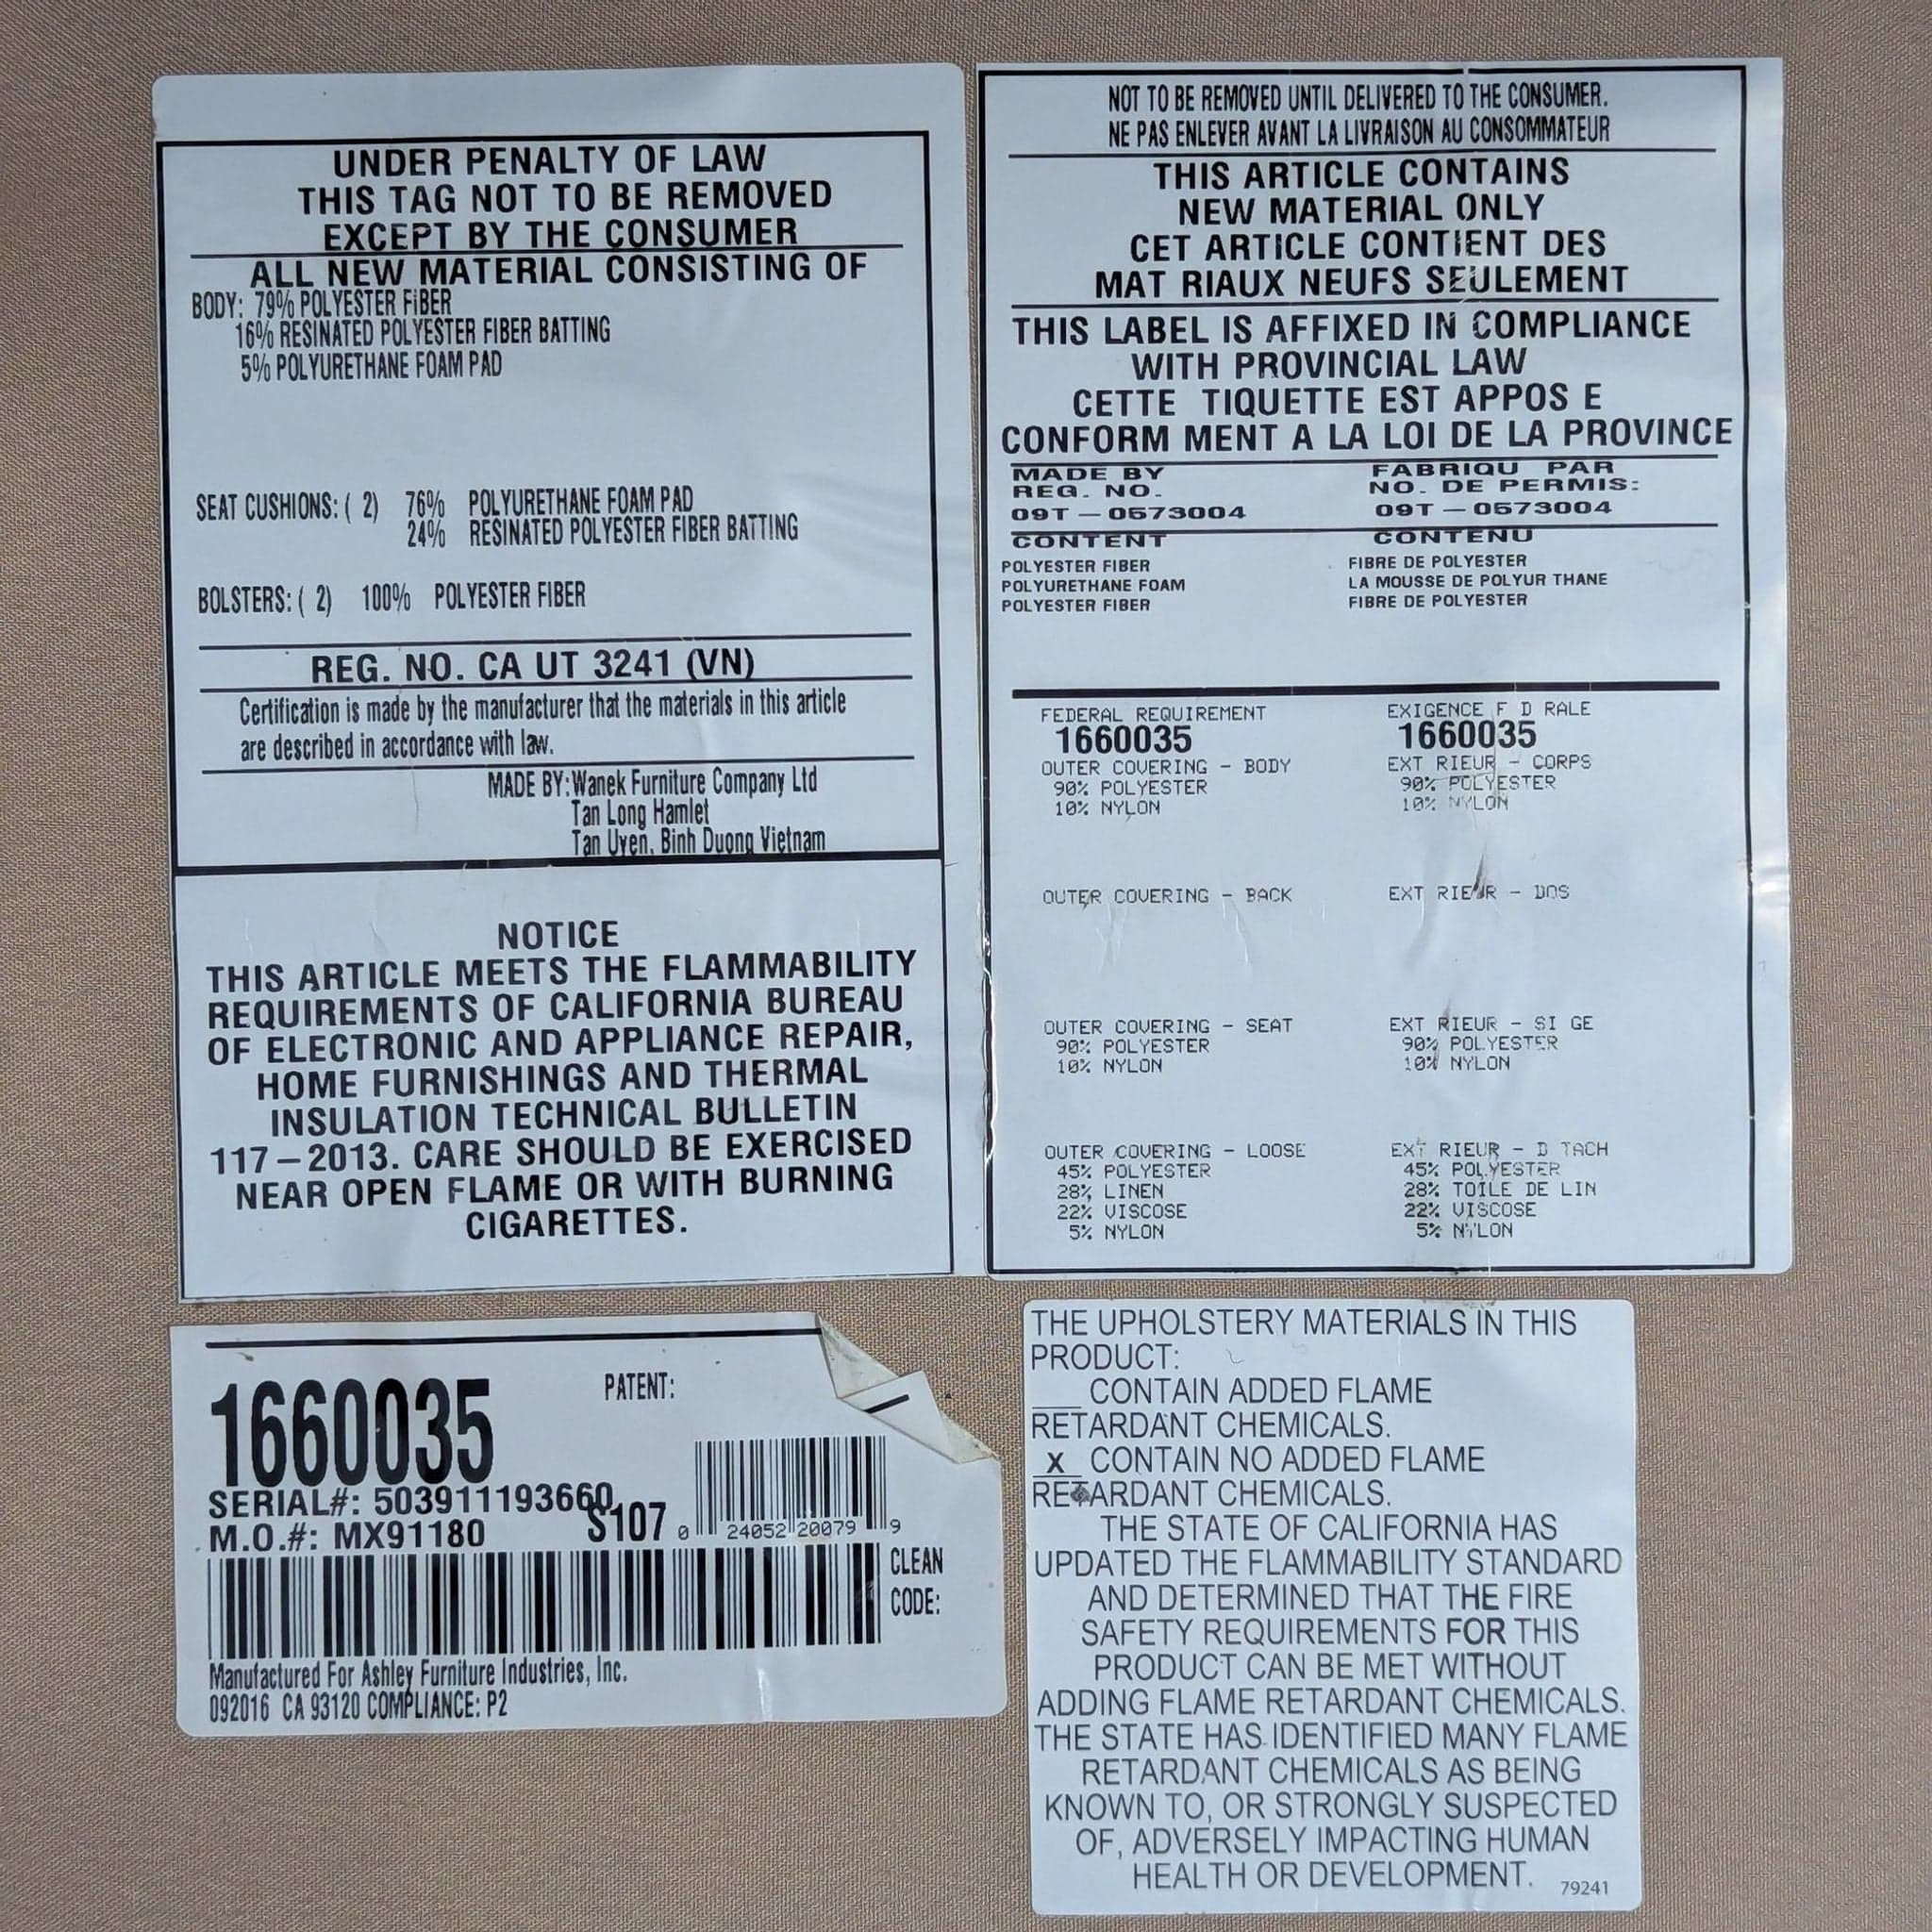 UNDER PENALTY OF LAW
THIS TAG NOT TO BE REMOVED
EXCEPT BY THE CONSUMER
ALL NEW MATERIAL CONSISTING OF
BODY: 79% POLYESTER FIBER
16% RESINATED POLYESTER FIBER BATTING
5% POLYURETHANE FOAM PAD
SEAT CUSHIONS: ( 2) 76% POLYURETHANE FOAM PAD
24% RESINATED POLYESTER FIBER BATTING
BOLSTERS: ( 2) 100% POLYESTER FIBER
REG. NO. CA UT 3241 (VN)
Certification is made by the manufacturer that the materials in this article
are described in accordance with law.
MADE BY: Wanek Furniture Company Ltd
Tan Long Hamlet
Tan Uyen, Binh Duong Vietnam
NOTICE
THIS ARTICLE MEETS THE FLAMMABILITY
REQUIREMENTS OF CALIFORNIA BUREAU
OF ELECTRONIC AND APPLIANCE REPAIR,
HOME FURNISHINGS AND THERMAL
INSULATION TECHNICAL BULLETIN
117-2013. CARE SHOULD BE EXERCISED
NEAR OPEN FLAME OR WITH BURNING
CIGARETTES.
NOT TO BE REMOVED UNTIL DELIVERED TO THE CONSUMER.
NE PAS ENLEVER AVANT LA LIVRAISON AU CONSOMMATEUR
THIS ARTICLE CONTAINS
NEW MATERIAL ONLY
CET ARTICLE CONTIENT DES
MAT RIAUX NEUFS SEULEMENT
THIS LABEL IS AFFIXED IN COMPLIANCE
WITH PROVINCIAL LAW
CETTE TIQUETTE EST APPOS E
CONFORM MENT A LA LOI DE LA PROVINCE
MADE BY FABRIQU PAR
REG. NO. NO. DE PERMIS:
09T-0573004 09T-0573004
CONTENT CONTENU
POLYESTER FIBER FIBRE DE POLYESTER
POLYURETHANE FOAM LA MOUSSE DE POLYUR THANE
POLYESTER FIBER FIBRE DE POLYESTER
FEDERAL REQUIREMENT EXIGENCE F D RALE
1660035 1660035
OUTER COVERING - BODY EXT RIEUR - CORPS
90% POLYESTER 90% POLYESTER
10% NYLON 10% NYLON
OUTER COVERING - BACK EXT RIEUR - DOS
OUTER COVERING - SEAT EXT RIEUR - SI GE
90% POLYESTER 90% POLYESTER
10% NYLON 10% NYLON
OUTER COVERING - LOOSE EXT RIEUR - D TACH
45% POLYESTER 45% POLYESTER
28% LINEN 28% TOILE DE LIN
22% VISCOSE 22% VISCOSE
5% NYLON 5% NYLON
1660035
PATENT:
SERIAL#: 503911193660
M.O.#: MX91180
S107
0 24052 20079 9
CLEAN
CODE:
Manufactured For Ashley Furniture Industries, Inc.
092016 CA 93120 COMPLIANCE: P2
THE UPHOLSTERY MATERIALS IN THIS
PRODUCT:
___ CONTAIN ADDED FLAME
RETARDANT CHEMICALS.
X CONTAIN NO ADDED FLAME
RETARDANT CHEMICALS.
THE STATE OF CALIFORNIA HAS
UPDATED THE FLAMMABILITY STANDARD
AND DETERMINED THAT THE FIRE
SAFETY REQUIREMENTS FOR THIS
PRODUCT CAN BE MET WITHOUT
ADDING FLAME RETARDANT CHEMICALS.
THE STATE HAS IDENTIFIED MANY FLAME
RETARDANT CHEMICALS AS BEING
KNOWN TO, OR STRONGLY SUSPECTED
OF, ADVERSELY IMPACTING HUMAN
HEALTH OR DEVELOPMENT.
79241